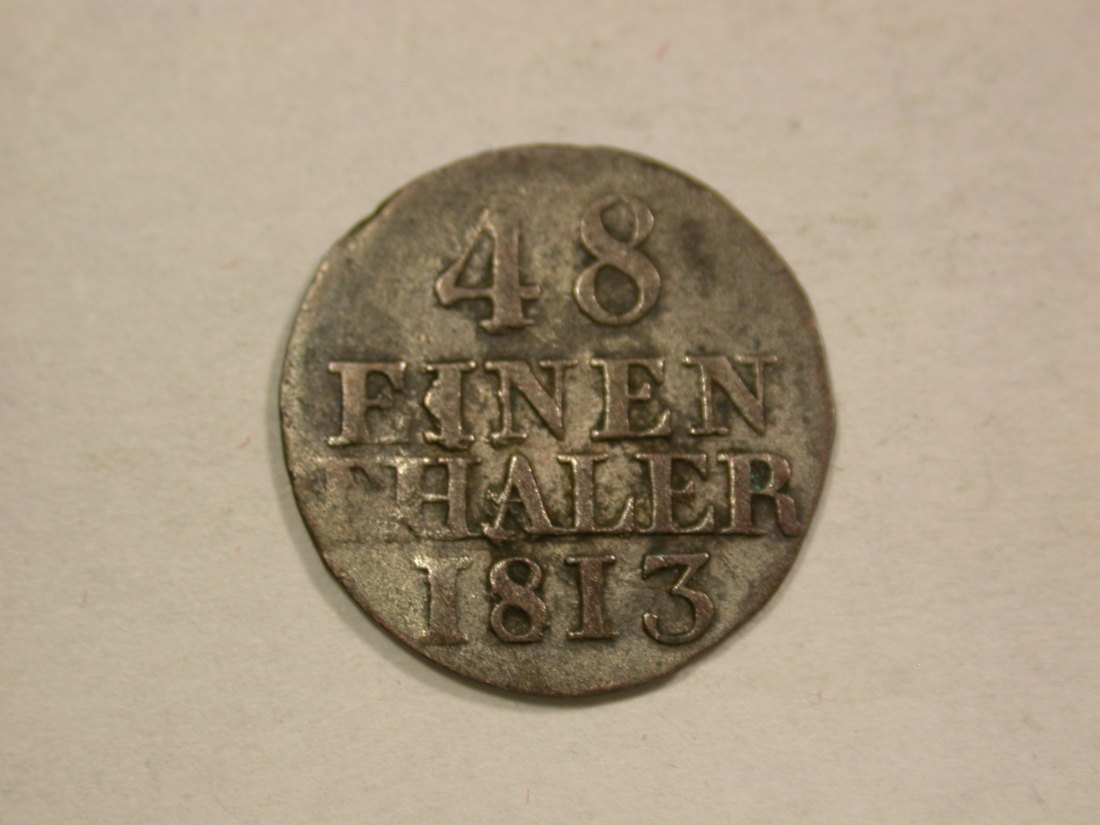 48
EINEN
THALER
1813